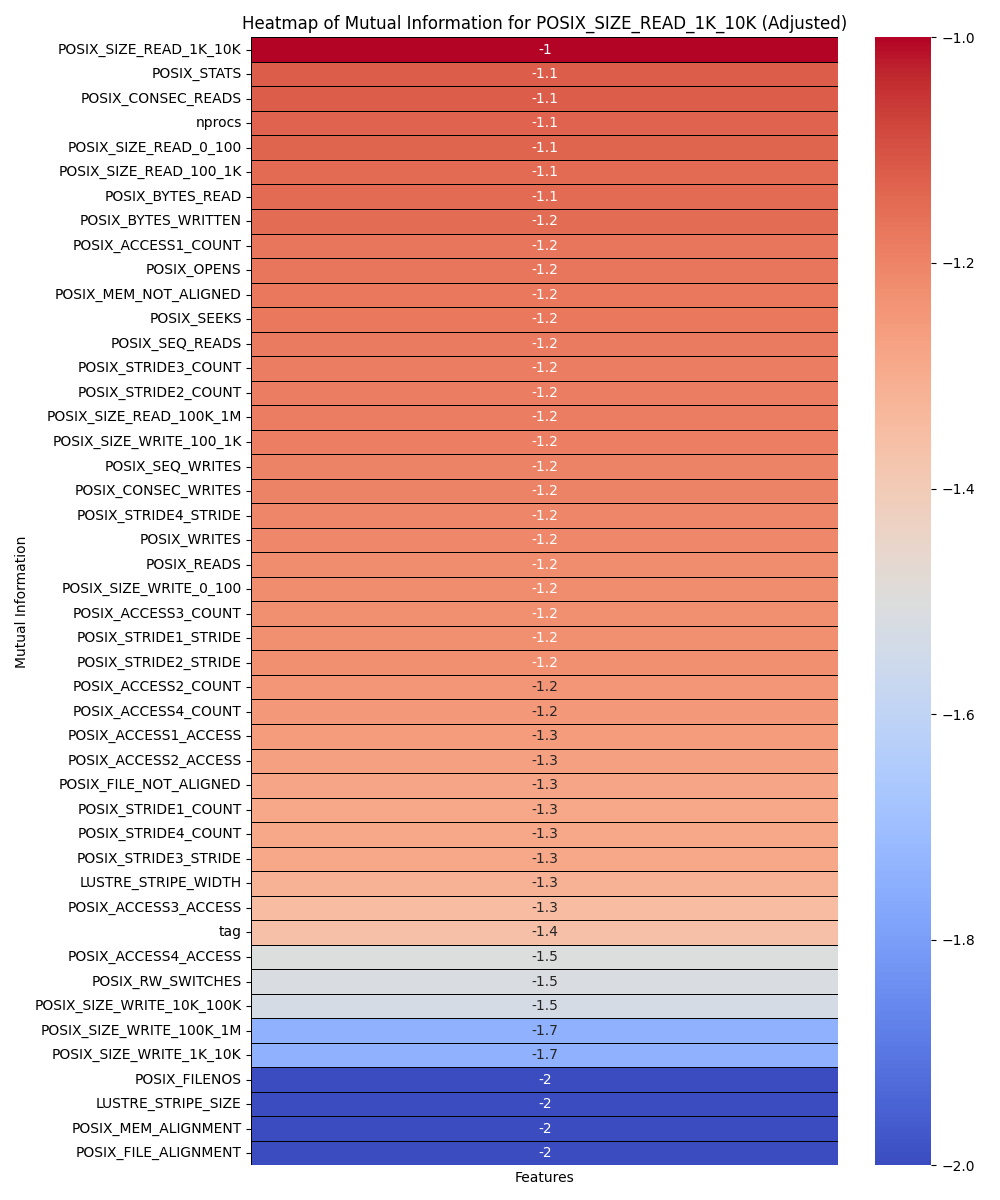 Heatmap of Mutual Information for POSIX_SIZE_READ_1K_10K (Adjusted)
POSIX_SIZE_READ_1K_10K -1
POSIX_STATS -1.1
POSIX_CONSEC_READS -1.1
nprocs -1.1
POSIX_SIZE_READ_0_100 -1.1
POSIX_SIZE_READ_100_1K -1.1
POSIX_BYTES_READ -1.1
POSIX_BYTES_WRITTEN -1.2
POSIX_ACCESS1_COUNT -1.2
POSIX_OPENS -1.2
POSIX_MEM_NOT_ALIGNED -1.2
POSIX_SEEKS -1.2
POSIX_SEQ_READS -1.2
POSIX_STRIDE3_COUNT -1.2
POSIX_STRIDE2_COUNT -1.2
POSIX_SIZE_READ_100K_1M -1.2
POSIX_SIZE_WRITE_100_1K -1.2
POSIX_SEQ_WRITES -1.2
POSIX_CONSEC_WRITES -1.2
POSIX_STRIDE4_STRIDE -1.2
POSIX_WRITES -1.2
POSIX_READS -1.2
POSIX_SIZE_WRITE_0_100 -1.2
POSIX_ACCESS3_COUNT -1.2
POSIX_STRIDE1_STRIDE -1.2
POSIX_STRIDE2_STRIDE -1.2
POSIX_ACCESS2_COUNT -1.2
POSIX_ACCESS4_COUNT -1.2
POSIX_ACCESS1_ACCESS -1.3
POSIX_ACCESS2_ACCESS -1.3
POSIX_FILE_NOT_ALIGNED -1.3
POSIX_STRIDE1_COUNT -1.3
POSIX_STRIDE4_COUNT -1.3
POSIX_STRIDE3_STRIDE -1.3
LUSTRE_STRIPE_WIDTH -1.3
POSIX_ACCESS3_ACCESS -1.3
tag -1.4
POSIX_ACCESS4_ACCESS -1.5
POSIX_RW_SWITCHES -1.5
POSIX_SIZE_WRITE_10K_100K -1.5
POSIX_SIZE_WRITE_100K_1M -1.7
POSIX_SIZE_WRITE_1K_10K -1.7
POSIX_FILENOS -2
LUSTRE_STRIPE_SIZE -2
POSIX_MEM_ALIGNMENT -2
POSIX_FILE_ALIGNMENT -2
Mutual Information
Features
−1.0
−1.2
−1.4
−1.6
−1.8
−2.0